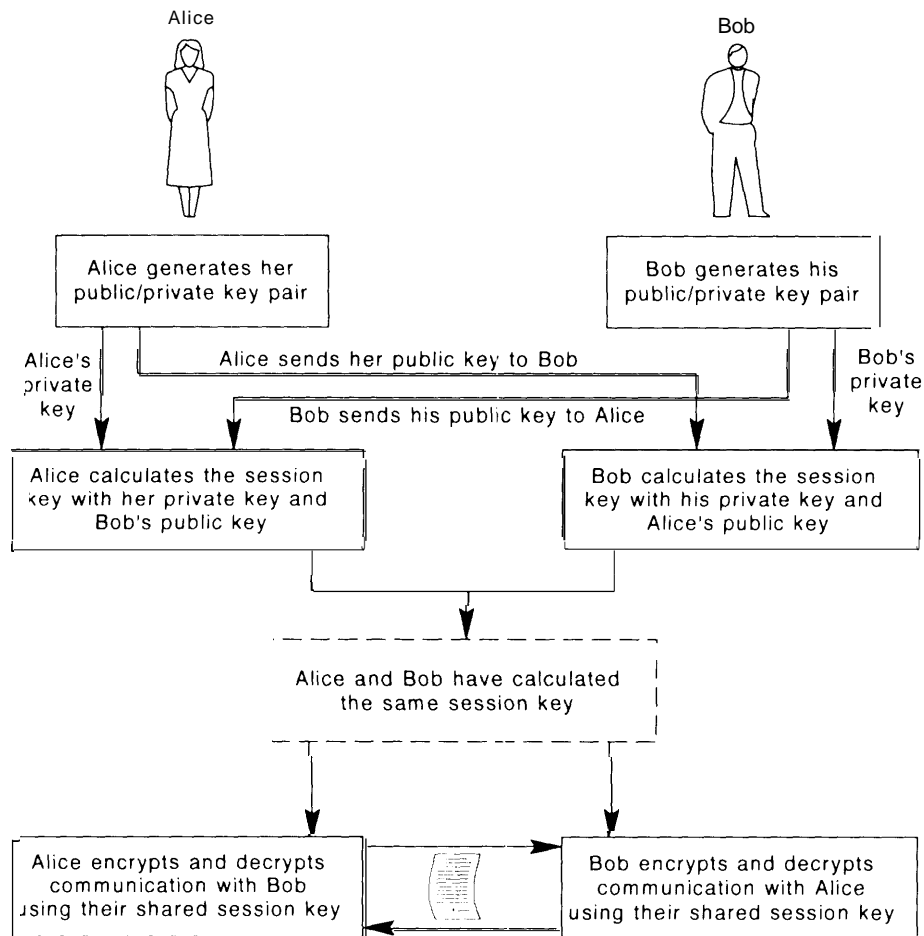 Alice
Bob
Alice generates her
public/private key pair
Bob generates his
public/private key pair
Alice's
private
key
Alice sends her public key to Bob
Bob sends his public key to Alice
Bob's
private
key
Alice calculates the session
key with her private key and
Bob's public key
Bob calculates the session
key with his private key and
Alice's public key
Alice and Bob have calculated
the same session key
Alice encrypts and decrypts
communication with Bob
using their shared session key
Bob encrypts and decrypts
communication with Alice
using their shared session key